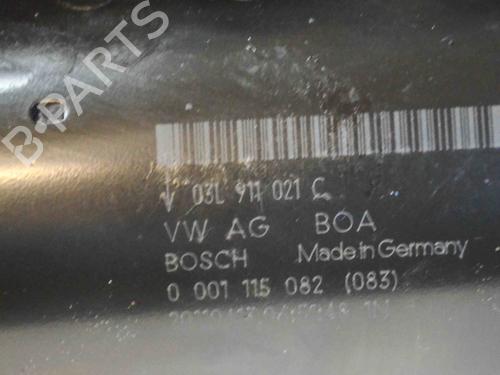 B-PARTS
V 03L 911 021 C
VW AG BOA
BOSCH Made in Germany
0 001 115 082 (083)